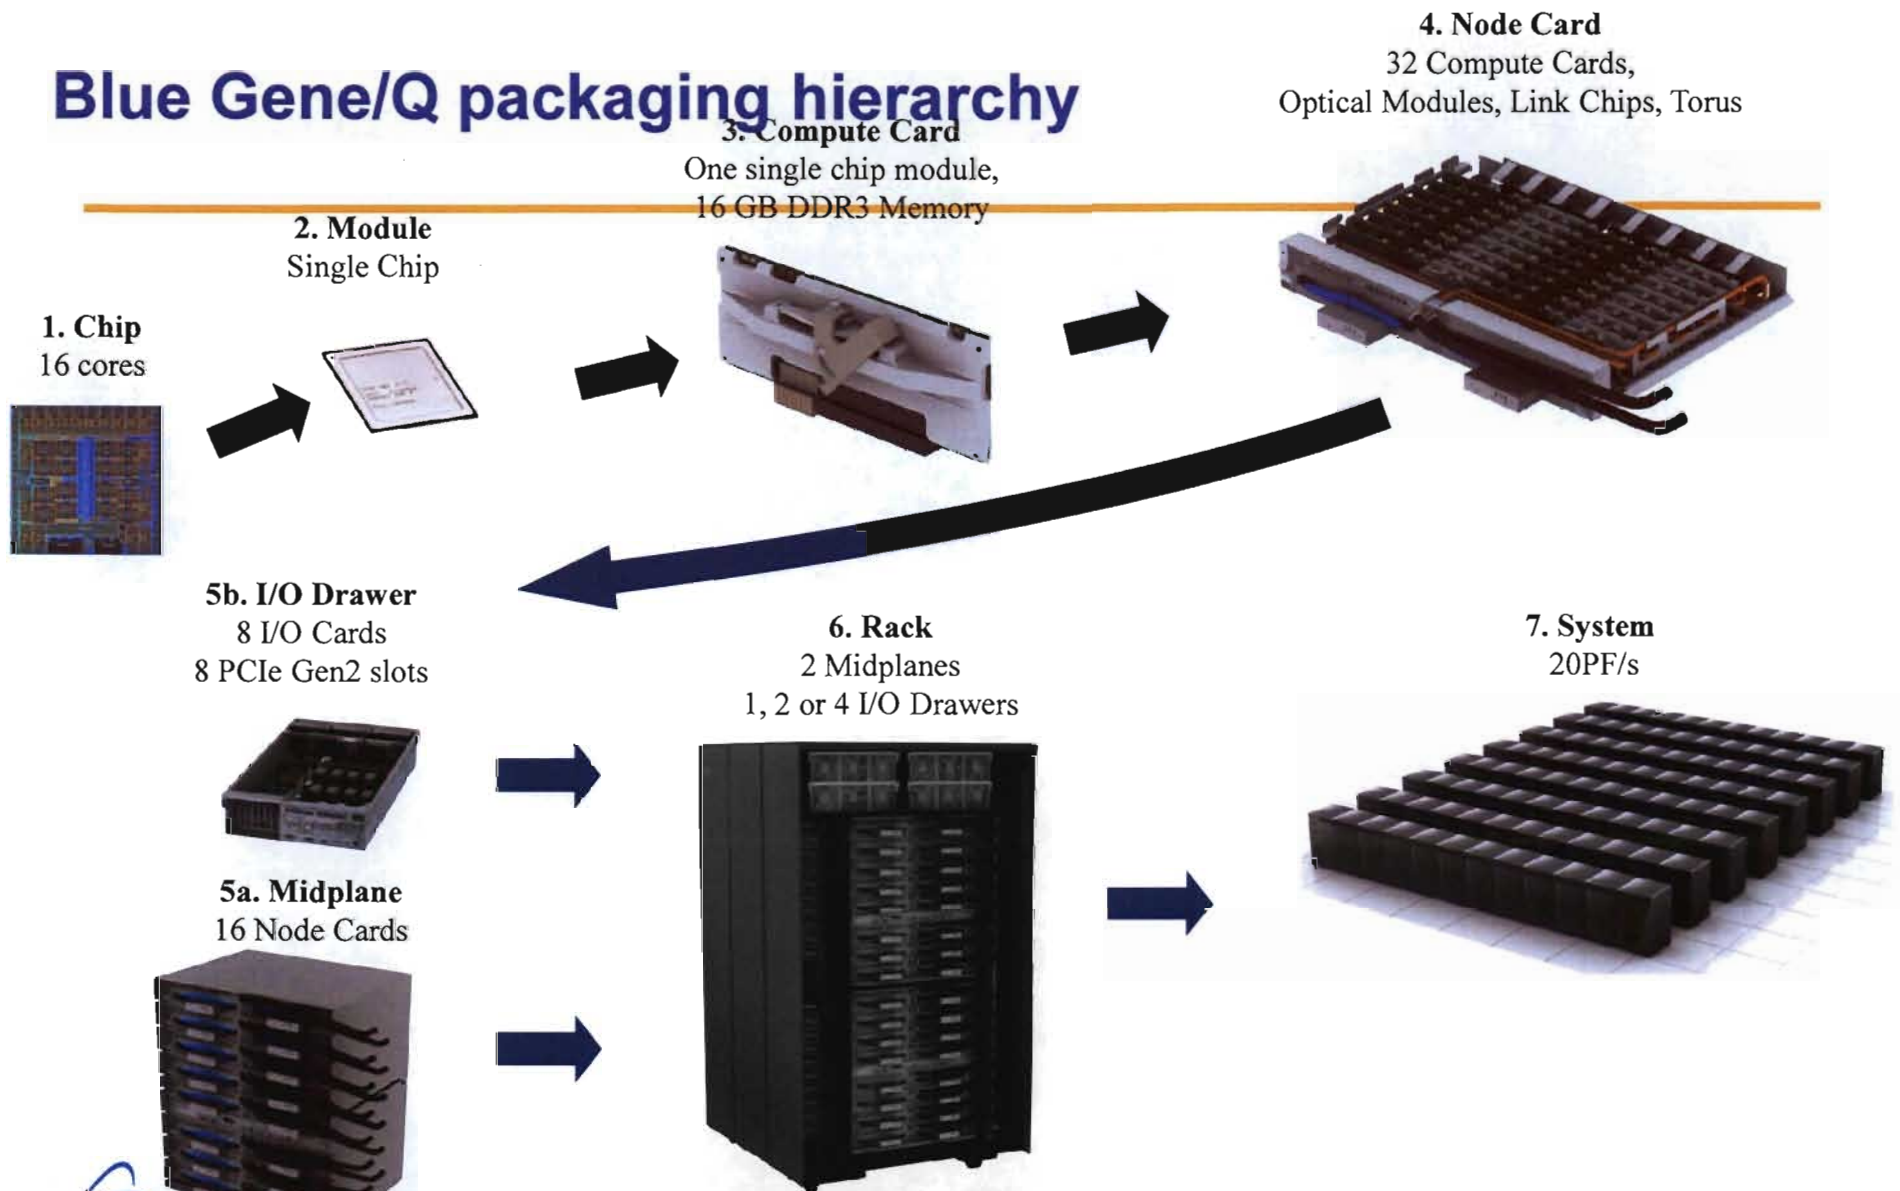 Blue Gene/Q packaging hierarchy
1. Chip
16 cores
2. Module
Single Chip
3. Compute Card
One single chip module,
16 GB DDR3 Memory
4. Node Card
32 Compute Cards,
Optical Modules, Link Chips, Torus
5b. I/O Drawer
8 I/O Cards
8 PCIe Gen2 slots
5a. Midplane
16 Node Cards
6. Rack
2 Midplanes
1, 2 or 4 I/O Drawers
7. System
20PF/s